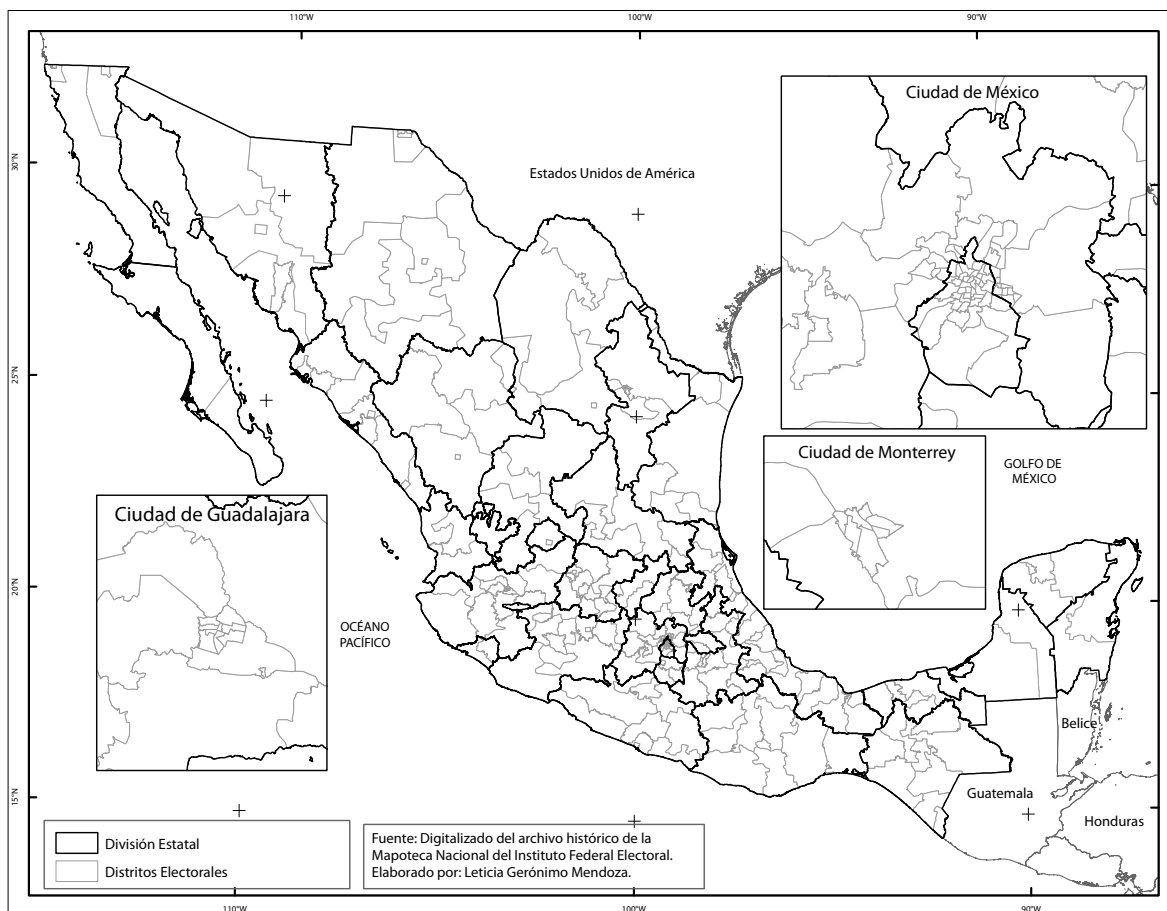 110°W
100°W
90°W
Ciudad de México
30°N
Estados Unidos de América
25°N
Ciudad de Monterrey
GOLFO DE
MÉXICO
Ciudad de Guadalajara
20°N
OCÉANO
PACÍFICO
Belice
15°N
Guatemala
Honduras
División Estatal
Distritos Electorales
Fuente: Digitalizado del archivo histórico de la
Mapoteca Nacional del Instituto Federal Electoral.
Elaborado por: Leticia Gerónimo Mendoza.
110°W
100°W
90°W